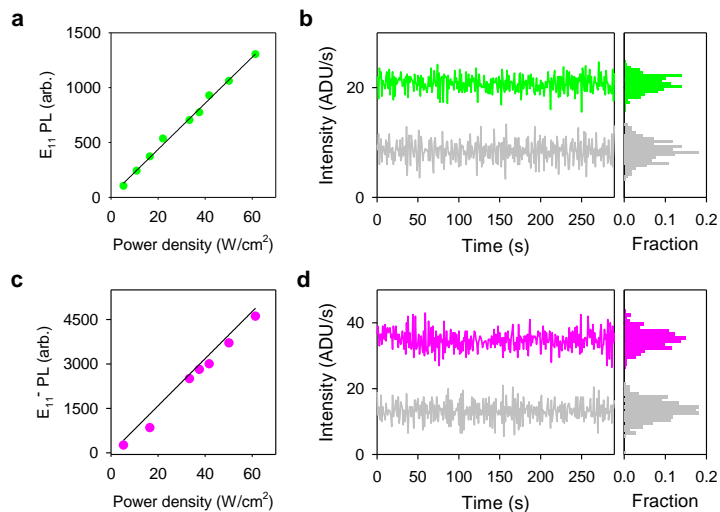 a
1500
1000
500
0
E₁₁ PL (arb.)
0 20 40 60
Power density (W/cm²)
b
20
0
Intensity (ADU/s)
0 50 100 150 200 250
Time (s)
0.0 0.1 0.2
Fraction
c
4500
3000
1500
0
E₁₁⁻ PL (arb.)
0 20 40 60
Power density (W/cm²)
d
40
20
0
Intensity (ADU/s)
0 50 100 150 200 250
Time (s)
0.0 0.1 0.2
Fraction